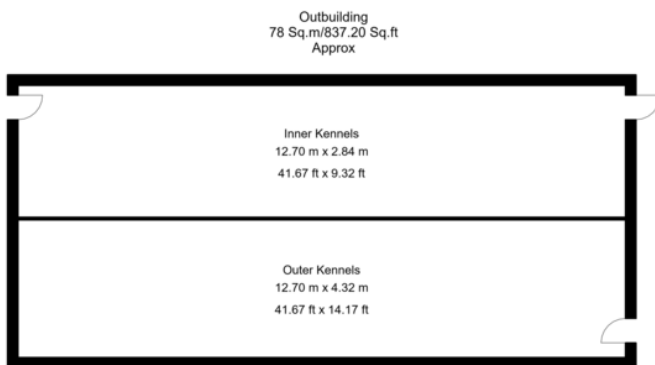 Outbuilding
78 Sq.m/837.20 Sq.ft
Approx
Inner Kennels
12.70 m x 2.84 m
41.67 ft x 9.32 ft
Outer Kennels
12.70 m x 4.32 m
41.67 ft x 14.17 ft